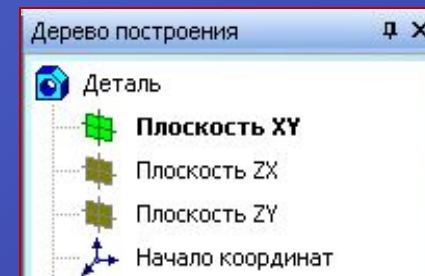 Дерево построения
Деталь
Плоскость XY
Плоскость ZX
Плоскость ZY
Начало координат